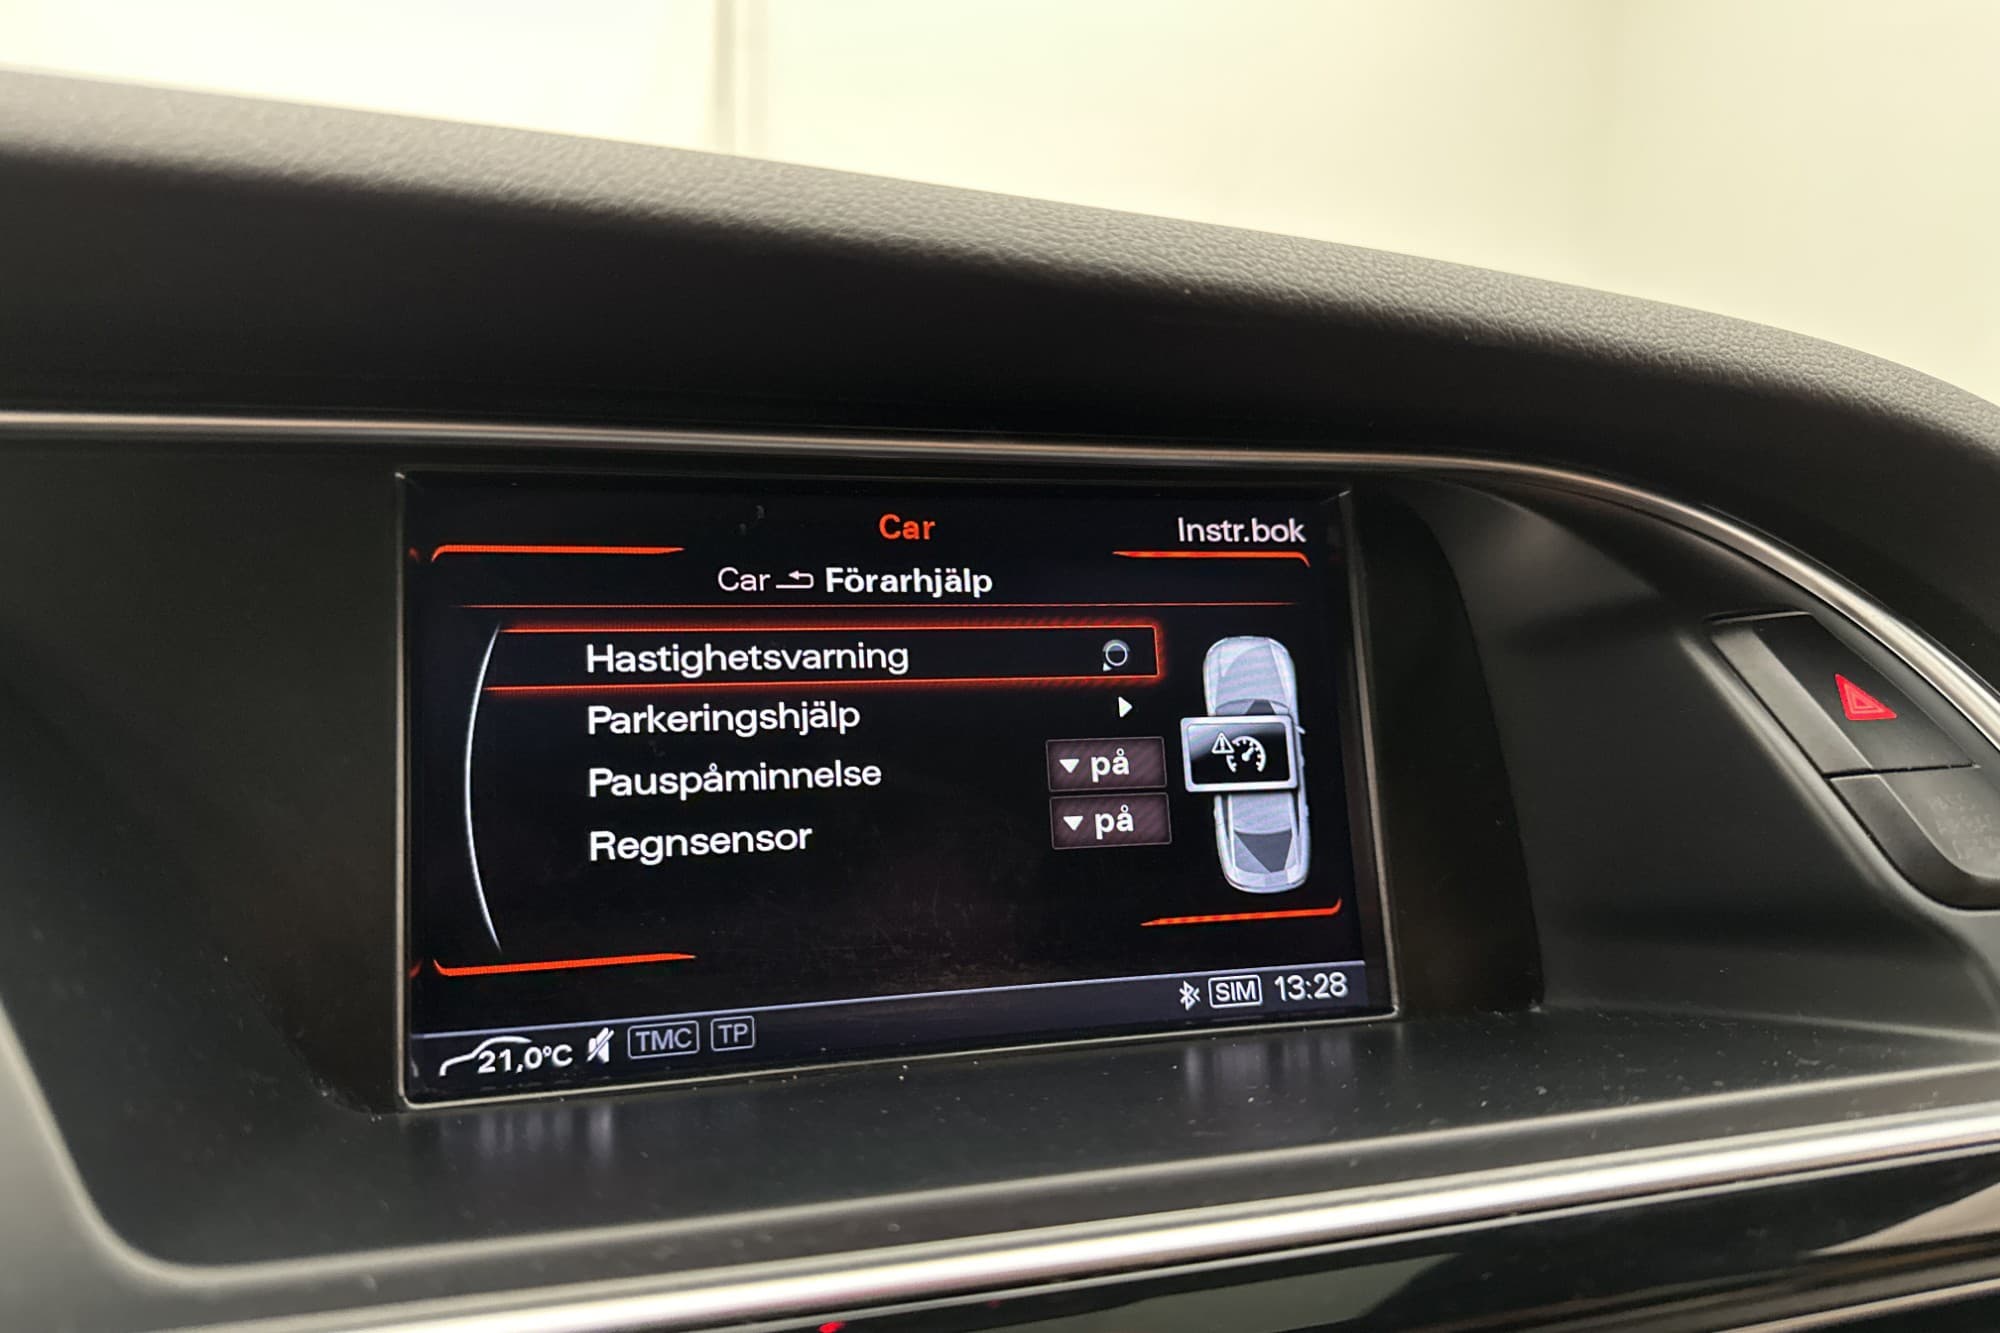 Car
Instr.bok
Car Förarhjälp
Hastighetsvarning
Parkeringshjälp
Pauspåminnelse på
Regnsensor på
SIM 13:28
21,0°C TMC TP